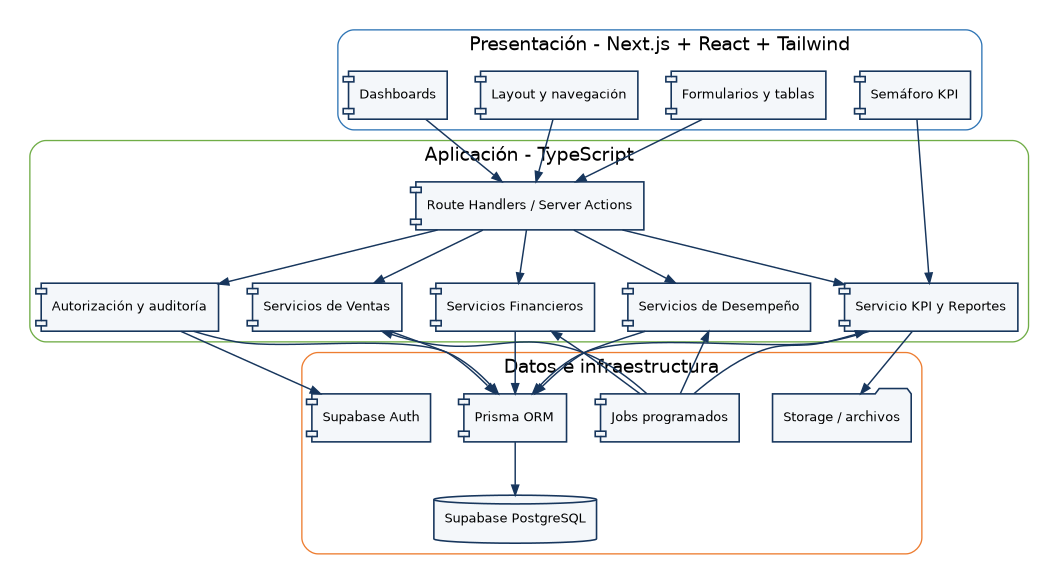 Presentación - Next.js + React + Tailwind
Dashboards
Layout y navegación
Formularios y tablas
Semáforo KPI
Aplicación - TypeScript
Route Handlers / Server Actions
Autorización y auditoría
Servicios de Ventas
Servicios Financieros
Servicios de Desempeño
Servicio KPI y Reportes
Datos e infraestructura
Supabase Auth
Prisma ORM
Jobs programados
Storage / archivos
Supabase PostgreSQL